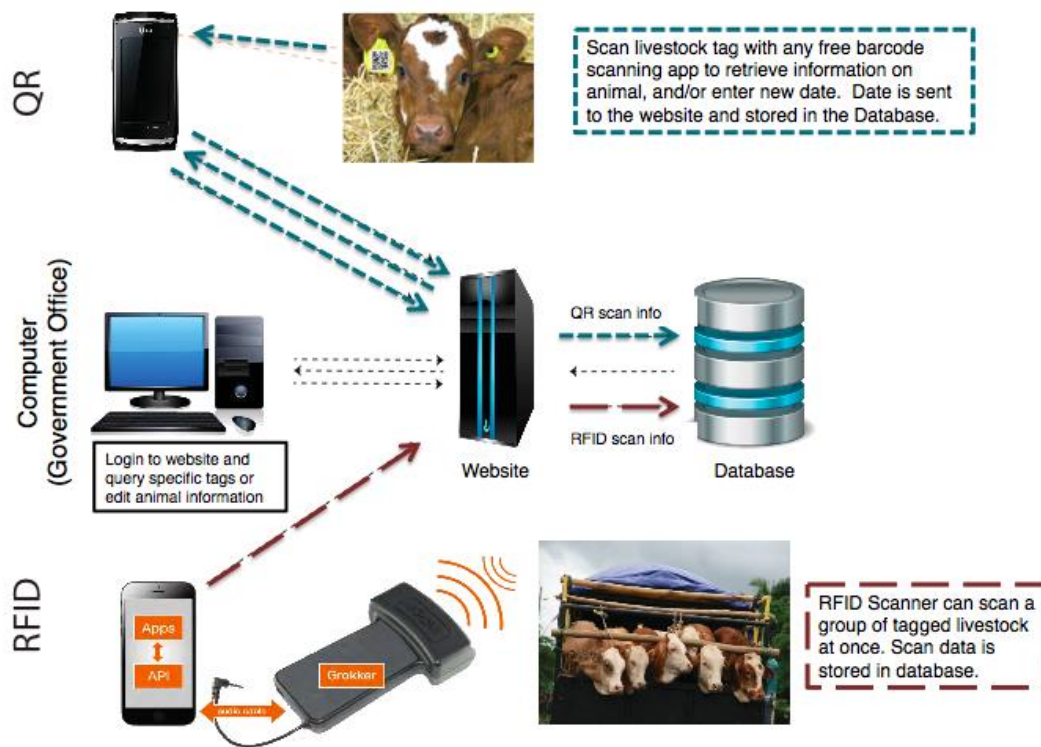 QR
Scan livestock tag with any free barcode
scanning app to retrieve information on
animal, and/or enter new date.  Date is sent
to the website and stored in the Database.
Computer
(Government Office)
QR scan info
RFID scan info
Website
Database
Login to website and
query specific tags or
edit animal information
RFID
Apps
API
audio cable
Grokker
RFID Scanner can scan a
group of tagged livestock
at once. Scan data is
stored in database.